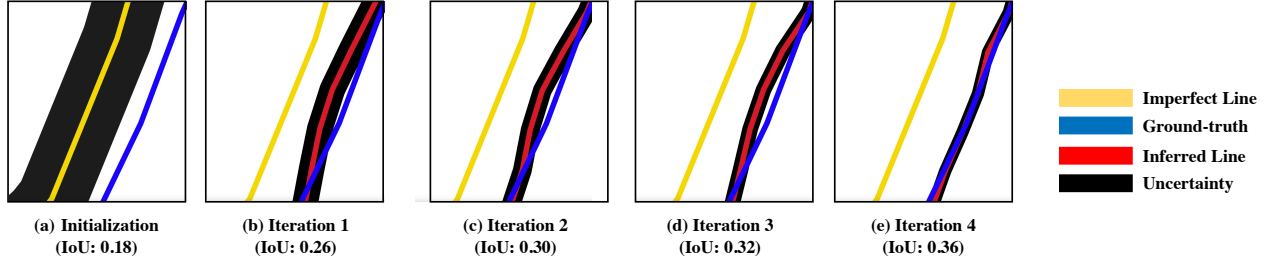 Imperfect Line
Ground-truth
Inferred Line
Uncertainty
(a) Initialization
(IoU: 0.18)
(b) Iteration 1
(IoU: 0.26)
(c) Iteration 2
(IoU: 0.30)
(d) Iteration 3
(IoU: 0.32)
(e) Iteration 4
(IoU: 0.36)